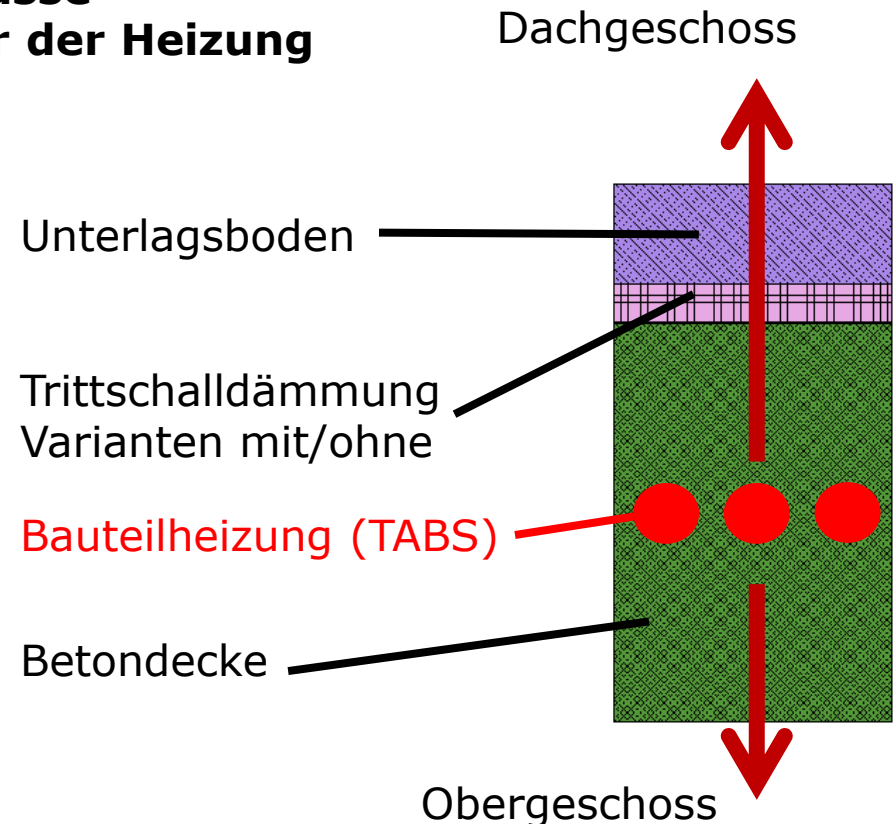 der Heizung
Dachgeschoss
Unterlagsboden
Trittschalldämmung
Varianten mit/ohne
Bauteilheizung (TABS)
Betondecke
Obergeschoss